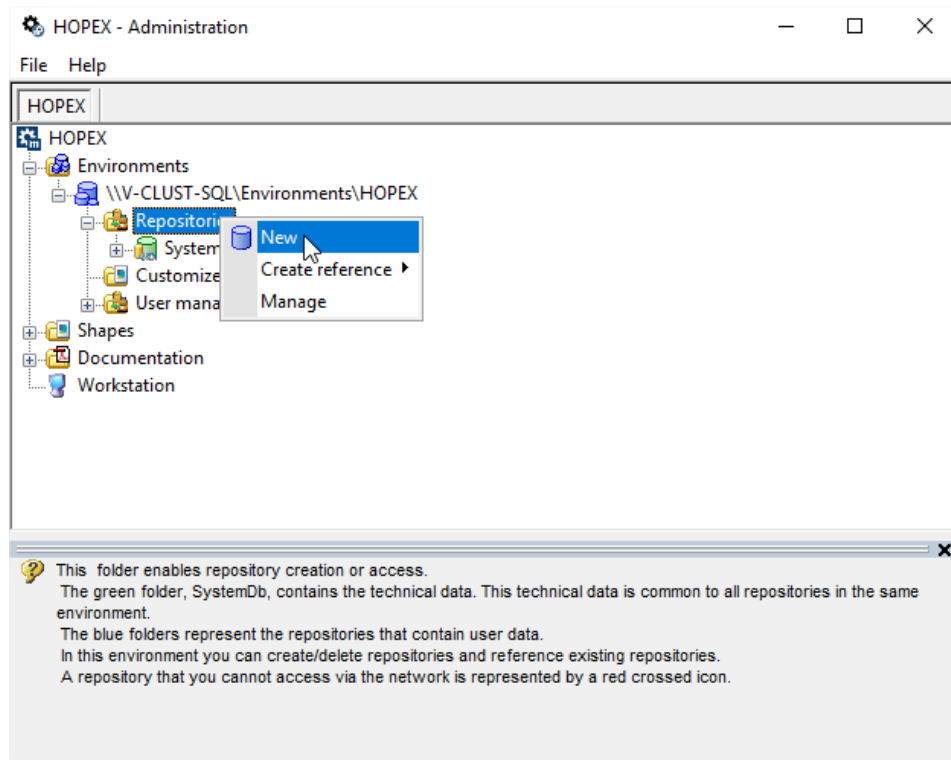 HOPEX - Administration
File Help
HOPEX
HOPEX
Environments
\\V-CLUST-SQL\Environments\HOPEX
Repositorie
System
Customize
User mana
New
Create reference
Manage
Shapes
Documentation
Workstation
This folder enables repository creation or access.
The green folder, SystemDb, contains the technical data. This technical data is common to all repositories in the same
environment.
The blue folders represent the repositories that contain user data.
In this environment you can create/delete repositories and reference existing repositories.
A repository that you cannot access via the network is represented by a red crossed icon.